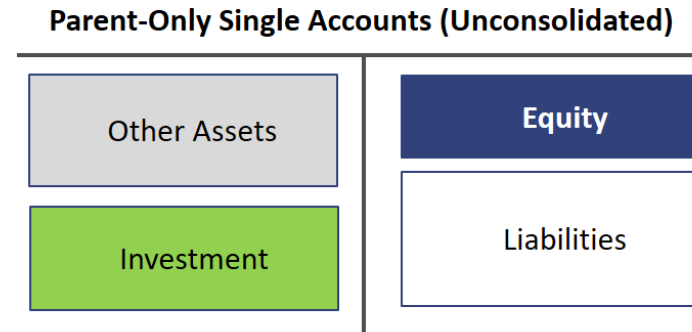 Parent-Only Single Accounts (Unconsolidated)
Other Assets
Investment
Equity
Liabilities